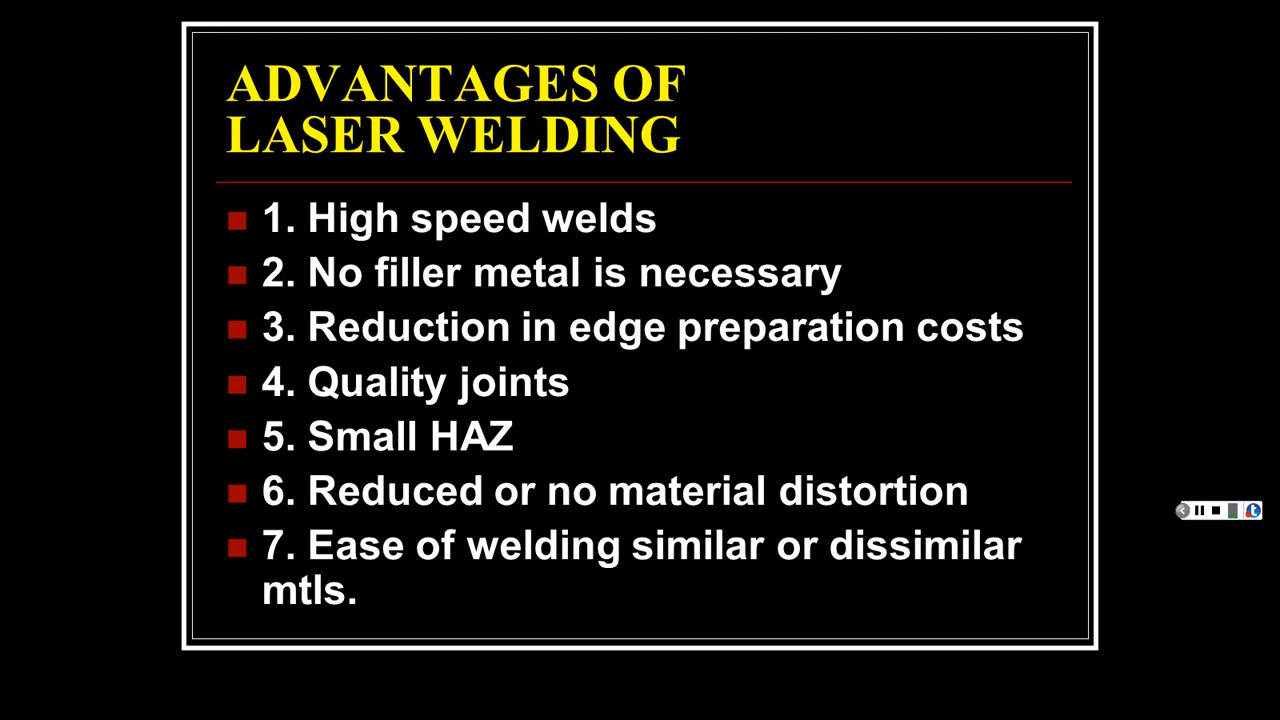 ADVANTAGES OF
LASER WELDING
1. High speed welds
2. No filler metal is necessary
3. Reduction in edge preparation costs
4. Quality joints
5. Small HAZ
6. Reduced or no material distortion
7. Ease of welding similar or dissimilar
mtls.